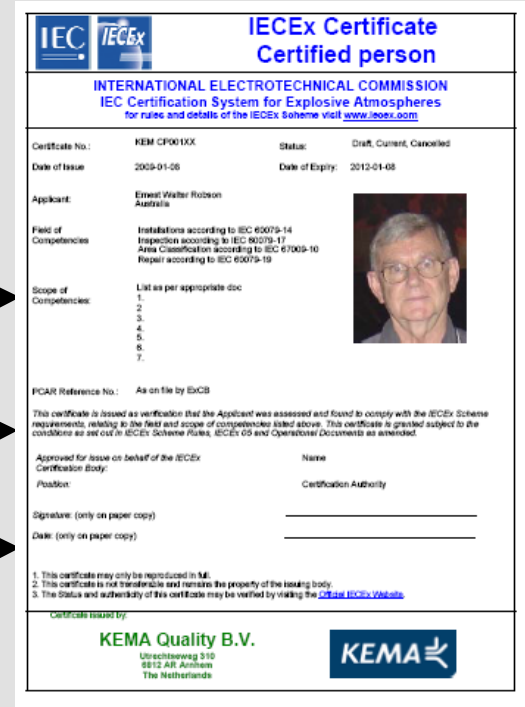 IEC IECEx
IECEx Certificate
Certified person
INTERNATIONAL ELECTROTECHNICAL COMMISSION
IEC Certification System for Explosive Atmospheres
for rules and details of the IECEx Scheme visit www.iecex.com
Certificate No.: KEM CP001XX Status: Draft, Current, Cancelled
Date of Issue 2009-01-08 Date of Expiry: 2012-01-08
Applicant: Ernest Walter Robson
Australia
Field of Installations according to IEC 60079-14
Competencies Inspection according to IEC 60079-17
Area Classification according to IEC 67009-10
Repair according to IEC 60079-19
Scope of List as per appropriate doc
Competencies: 1.
2
3.
4.
5.
6.
7.
PCAR Reference No.: As on file by ExCB
This certificate is issued as verification that the Applicant was assessed and found to comply with the IECEx Scheme
requirements, relating to the field and scope of competencies listed above. This certificate is granted subject to the
conditions as set out in IECEx Scheme Rules, IECEx 05 and Operational Documents as amended.
Approved for issue on behalf of the IECEx Name
Certification Body:
Position: Certification Authority
Signature: (only on paper copy)
Date: (only on paper copy)
1. This certificate may only be reproduced in full.
2. This certificate is not transferable and remains the property of the issuing body.
3. The Status and authenticity of this certificate may be verified by visiting the Official IECEx Website.
Certificate issued by:
KEMA Quality B.V.
Utrechtseweg 310
6812 AR Arnhem
The Netherlands
KEMA